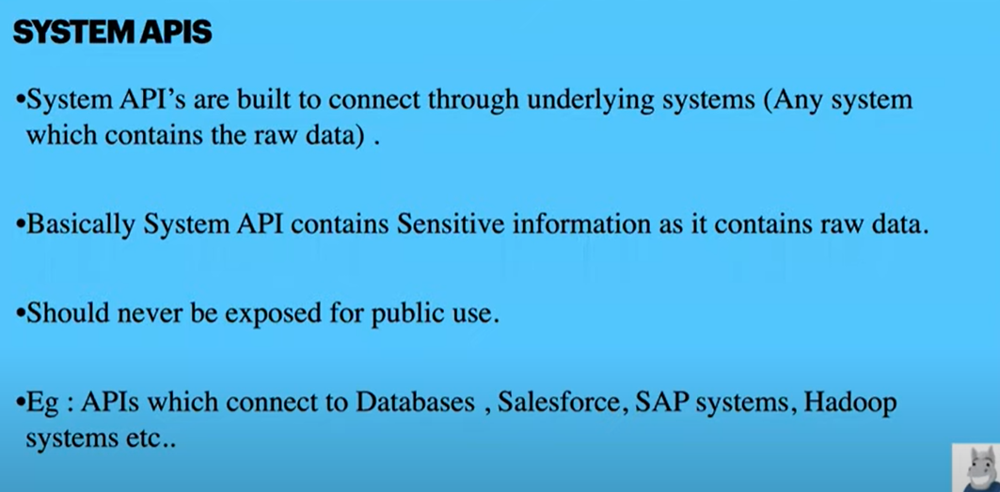 SYSTEM APIS
•System API’s are built to connect through underlying systems (Any system
which contains the raw data) .
•Basically System API contains Sensitive information as it contains raw data.
•Should never be exposed for public use.
•Eg : APIs which connect to Databases , Salesforce, SAP systems, Hadoop
systems etc..